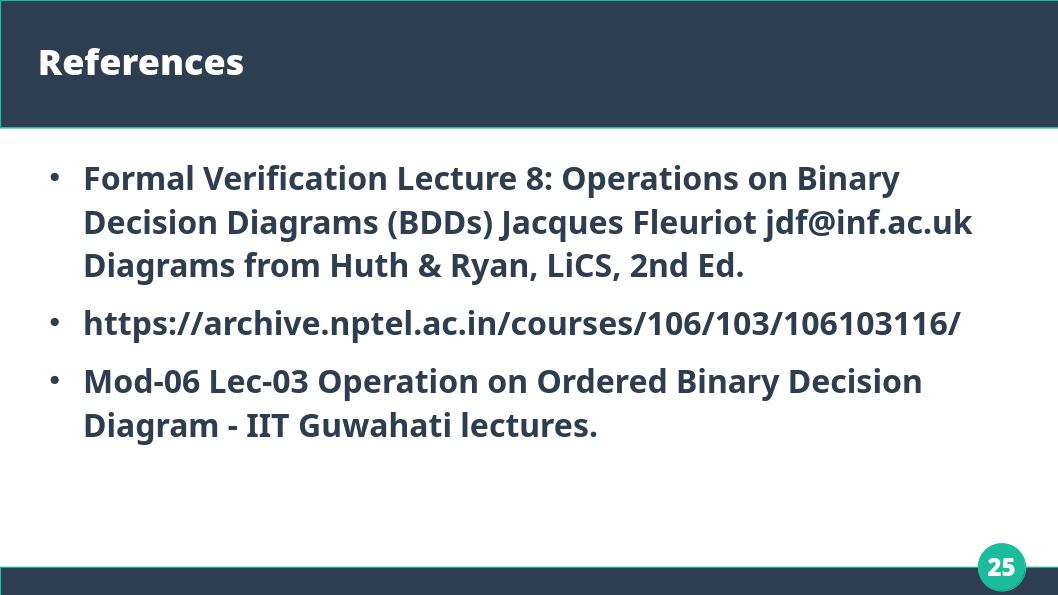 References
• Formal Verification Lecture 8: Operations on Binary
Decision Diagrams (BDDs) Jacques Fleuriot jdf@inf.ac.uk
Diagrams from Huth & Ryan, LiCS, 2nd Ed.
• https://archive.nptel.ac.in/courses/106/103/106103116/
• Mod-06 Lec-03 Operation on Ordered Binary Decision
Diagram - IIT Guwahati lectures.
25